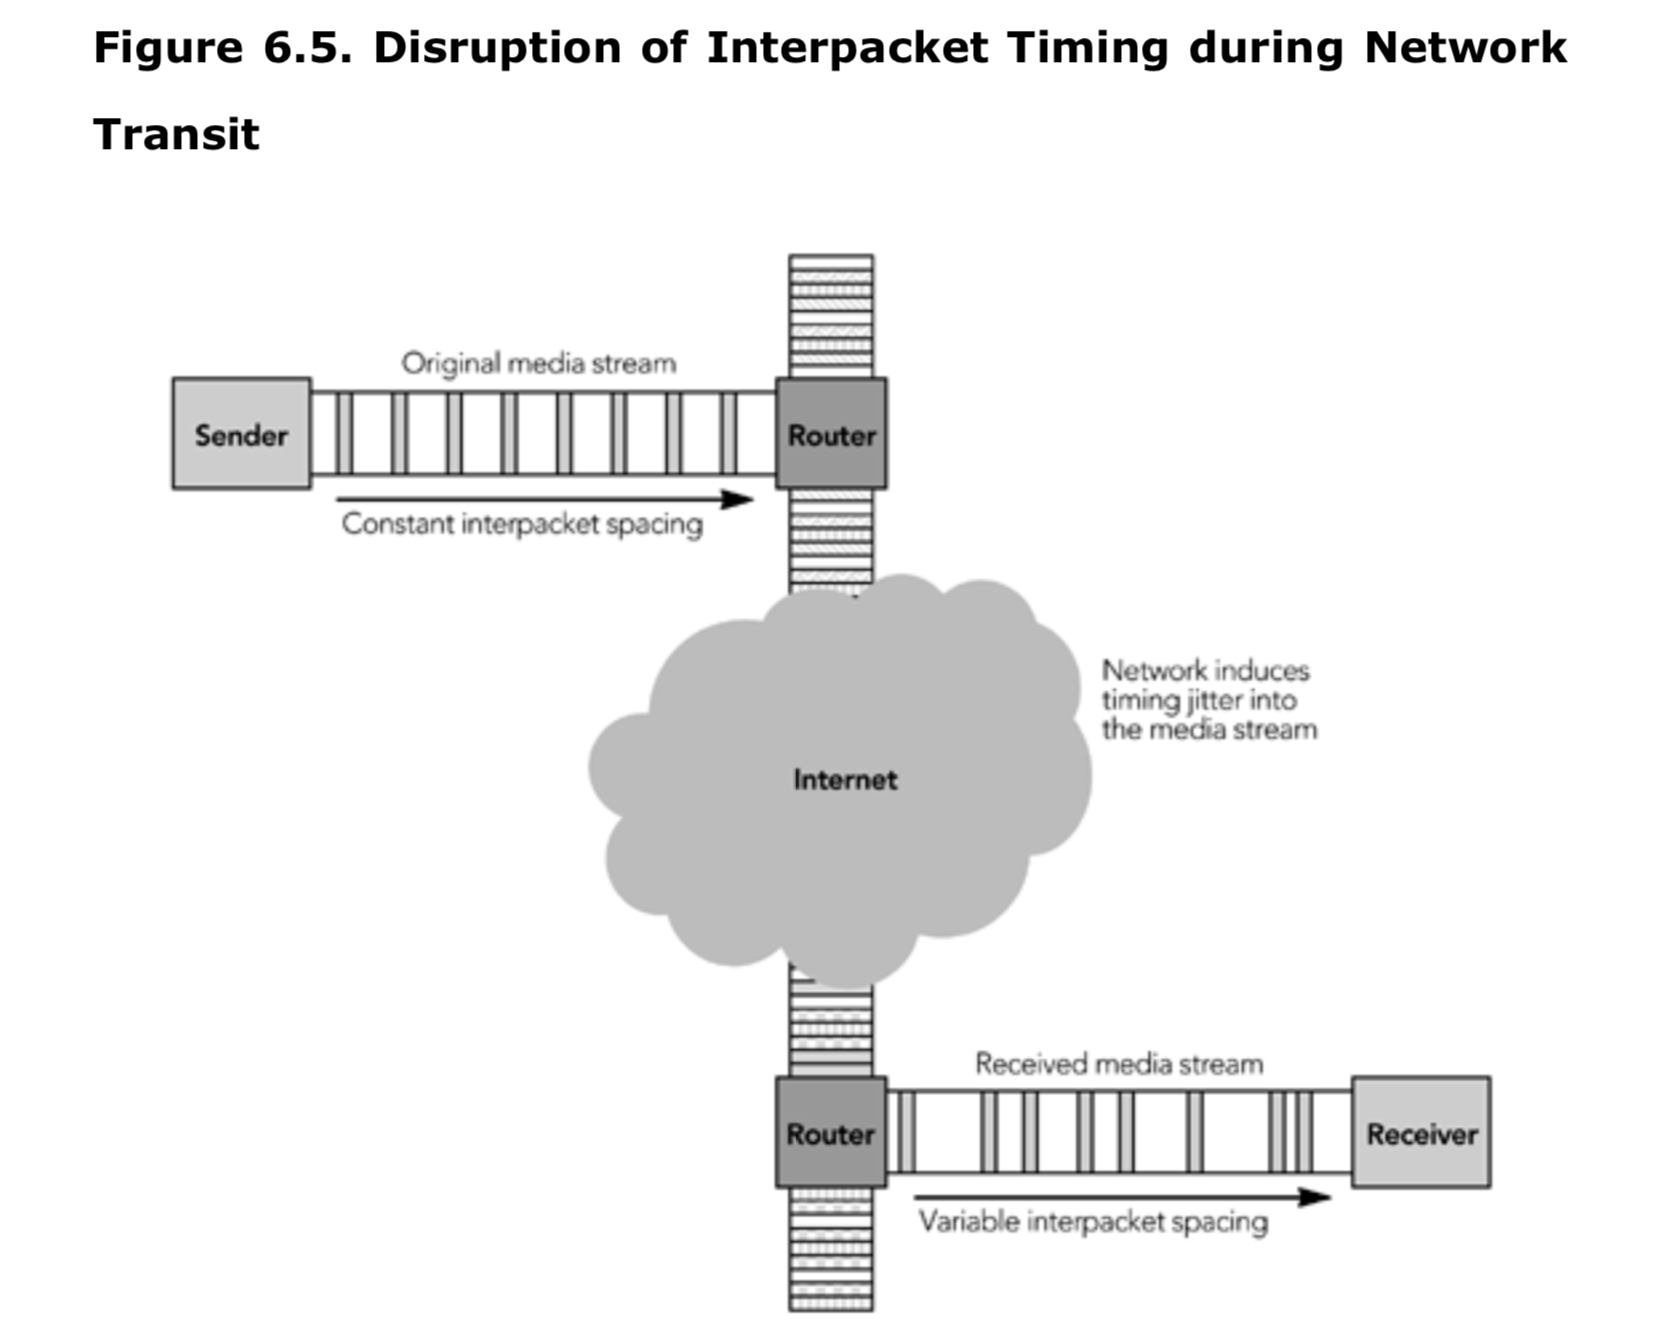 Figure 6.5. Disruption of Interpacket Timing during Network
Transit
Original media stream
Sender
Router
Constant interpacket spacing
Network induces
timing jitter into
the media stream
Internet
Received media stream
Router
Receiver
Variable interpacket spacing